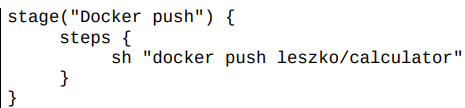 stage("Docker push") {
     steps {
          sh "docker push leszko/calculator"
     }
}